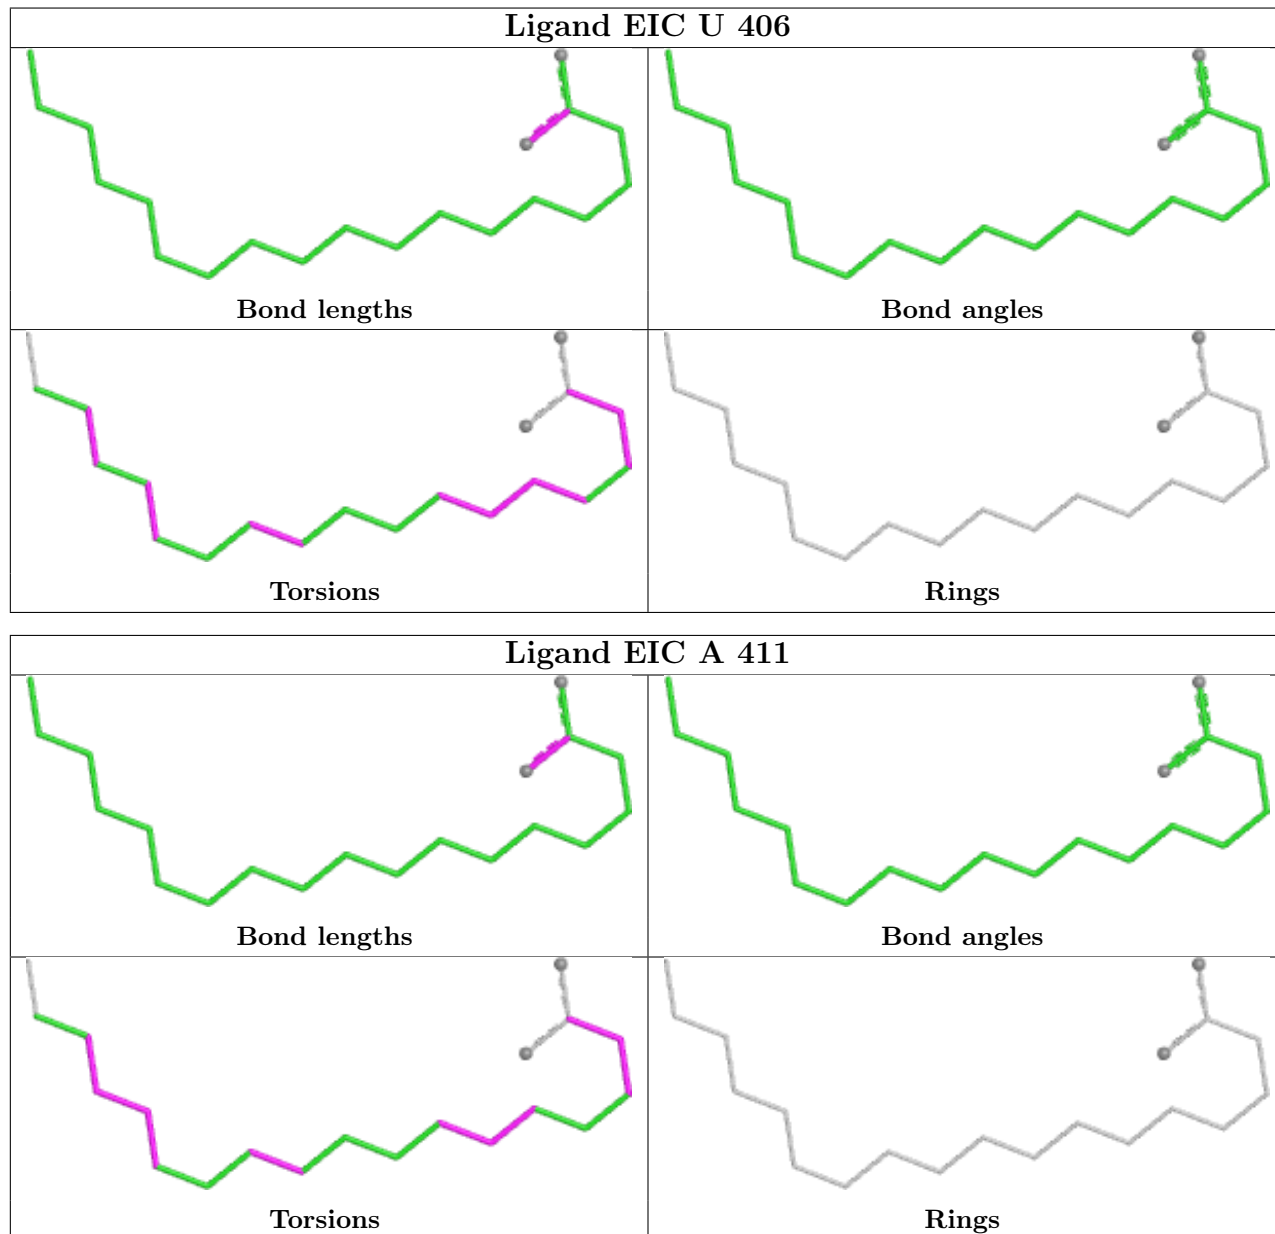 Ligand EIC U 406
Bond lengths
Bond angles
Torsions
Rings
Ligand EIC A 411
Bond lengths
Bond angles
Torsions
Rings